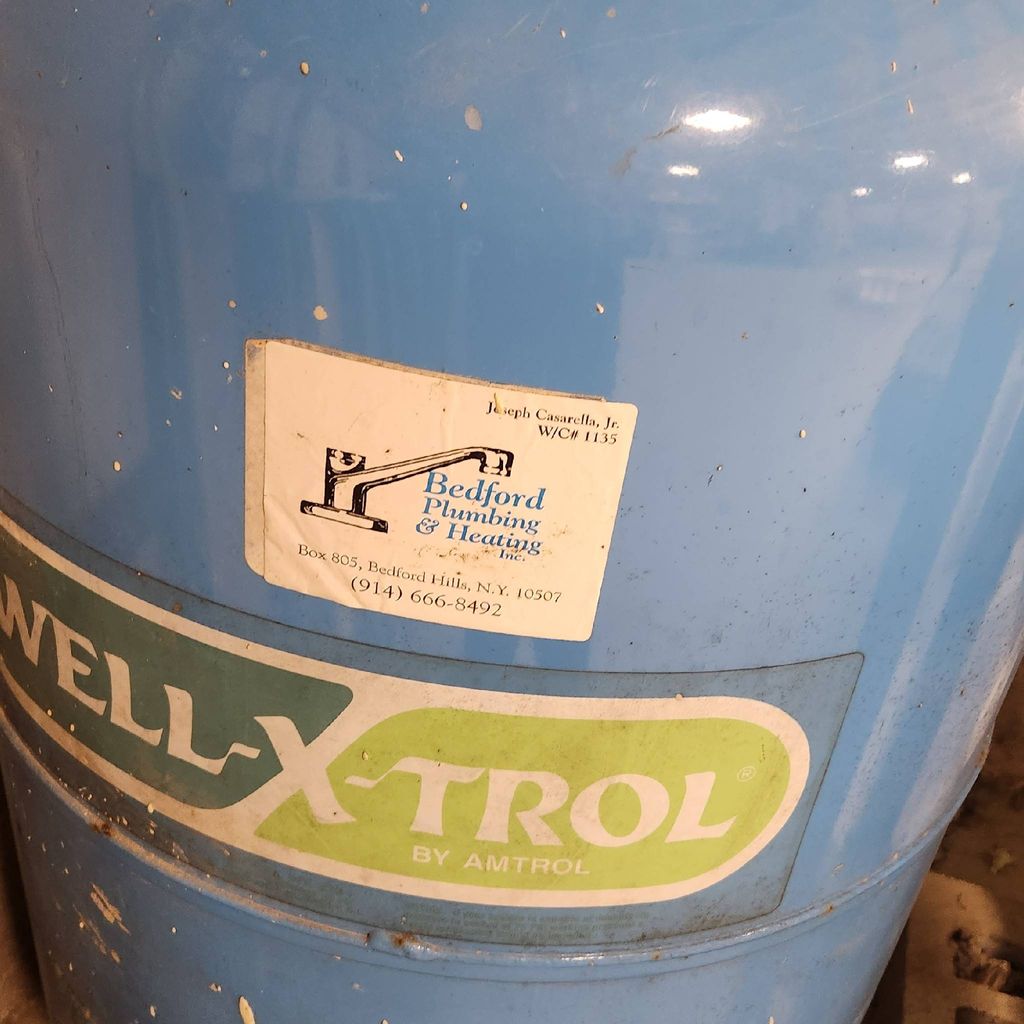 Joseph Casarella, Jr.
W/C# 1135
Bedford
Plumbing
& Heating
Inc.
Box 805, Bedford Hills, N.Y. 10507
(914) 666-8492
WELL-X-TROL®
BY AMTROL